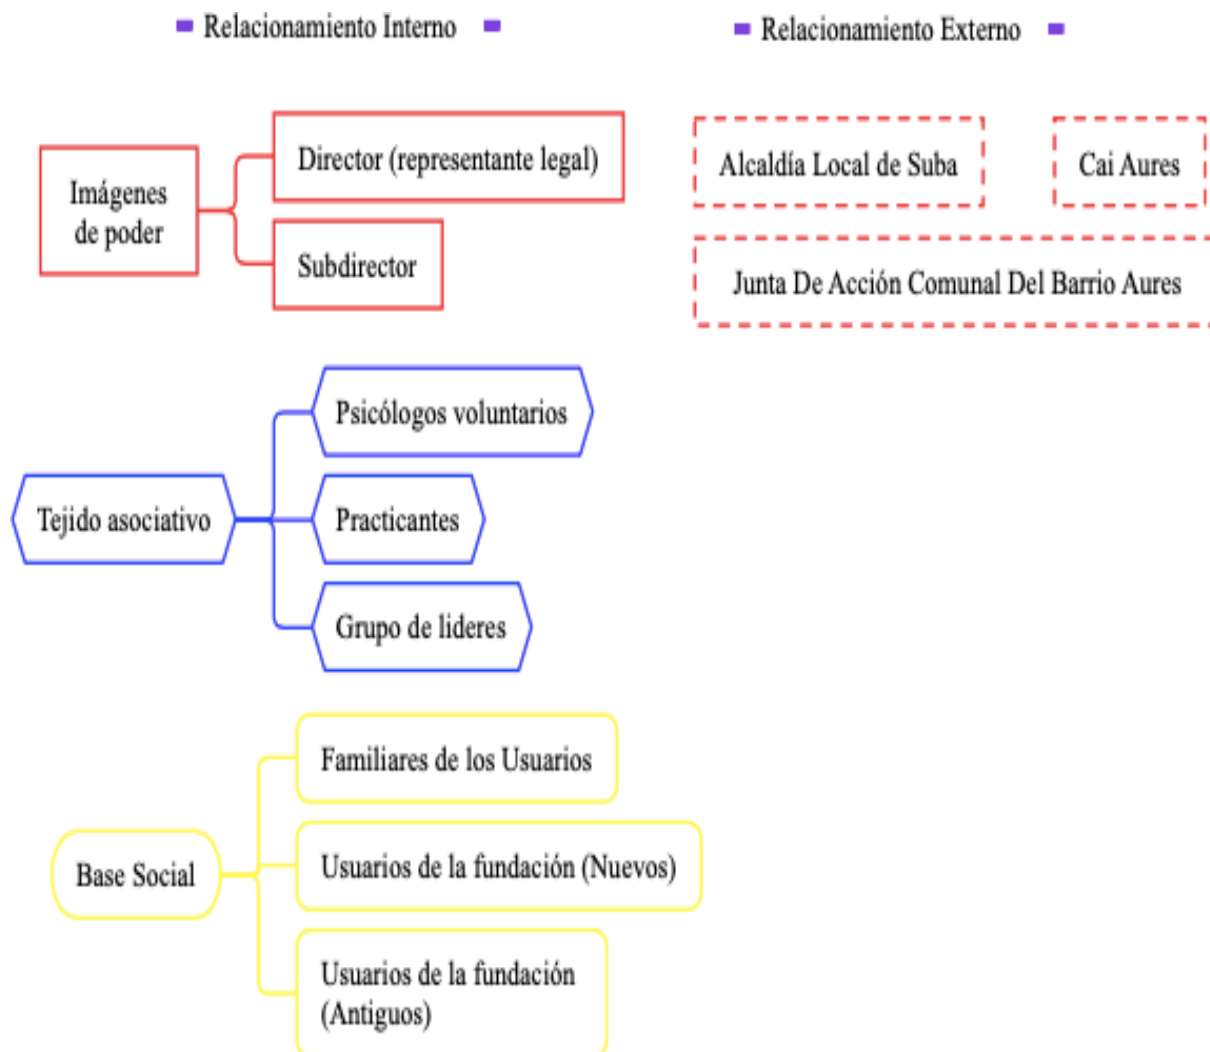 Relacionamiento Interno
Relacionamiento Externo
Imágenes
de poder
Director (representante legal)
Subdirector
Alcaldía Local de Suba
Cai Aures
Junta De Acción Comunal Del Barrio Aures
Tejido asociativo
Psicólogos voluntarios
Practicantes
Grupo de lideres
Base Social
Familiares de los Usuarios
Usuarios de la fundación (Nuevos)
Usuarios de la fundación
(Antiguos)